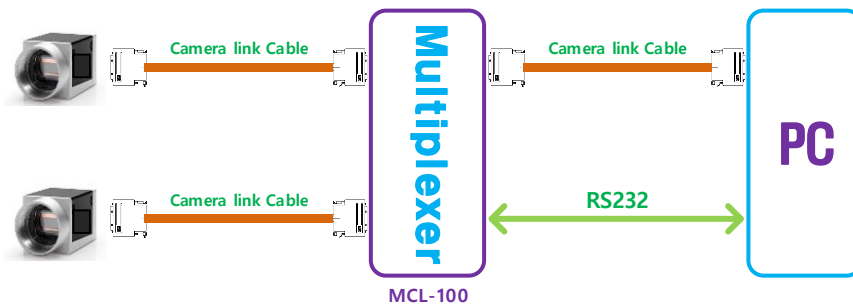 Camera link Cable
Multiplexer
Camera link Cable
PC
Camera link Cable
RS232
MCL-100